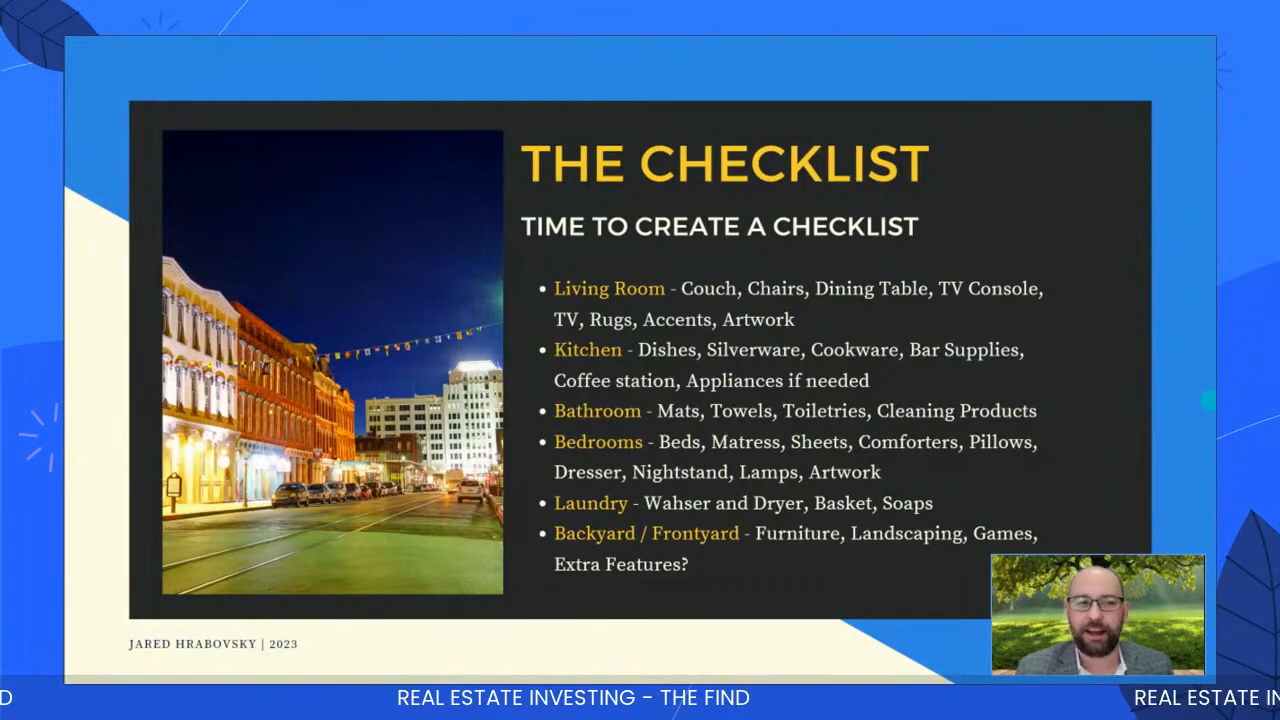 THE CHECKLIST
TIME TO CREATE A CHECKLIST
• Living Room - Couch, Chairs, Dining Table, TV Console,
TV, Rugs, Accents, Artwork
• Kitchen - Dishes, Silverware, Cookware, Bar Supplies,
Coffee station, Appliances if needed
• Bathroom - Mats, Towels, Toiletries, Cleaning Products
• Bedrooms - Beds, Matress, Sheets, Comforters, Pillows,
Dresser, Nightstand, Lamps, Artwork
• Laundry - Wahser and Dryer, Basket, Soaps
• Backyard / Frontyard - Furniture, Landscaping, Games,
Extra Features?
JARED HRABOVSKY | 2023
D REAL ESTATE INVESTING - THE FIND REAL ESTATE IN